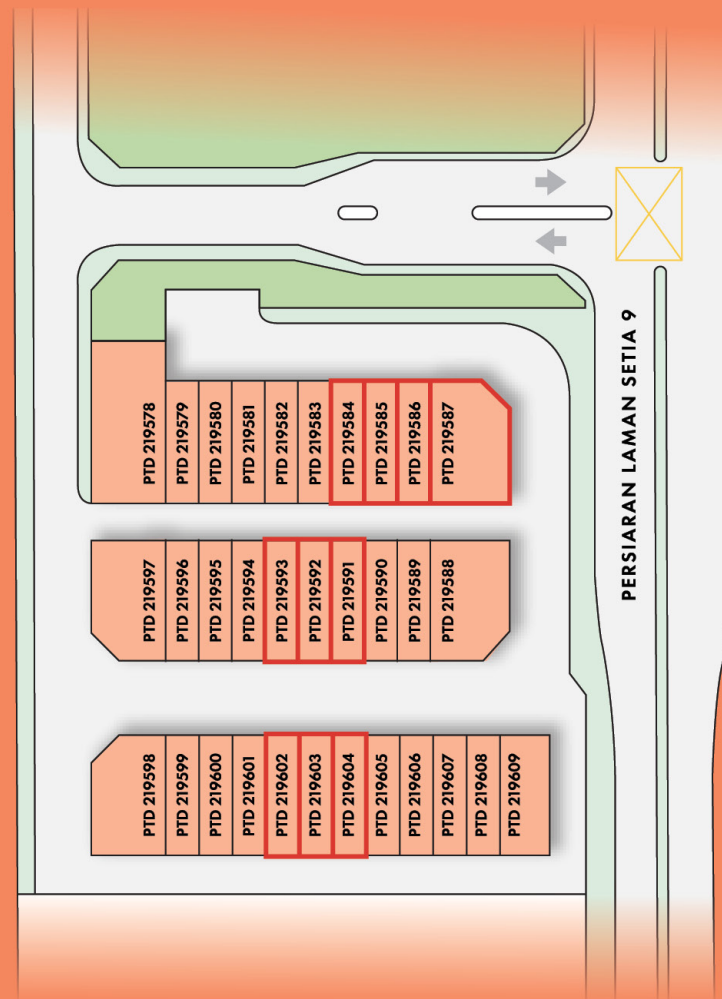 PERSIARAN LAMAN SETIA 9
PTD 219578
PTD 219579
PTD 219580
PTD 219581
PTD 219582
PTD 219583
PTD 219584
PTD 219585
PTD 219586
PTD 219587
PTD 219597
PTD 219596
PTD 219595
PTD 219594
PTD 219593
PTD 219592
PTD 219591
PTD 219590
PTD 219589
PTD 219588
PTD 219598
PTD 219599
PTD 219600
PTD 219601
PTD 219602
PTD 219603
PTD 219604
PTD 219605
PTD 219606
PTD 219607
PTD 219608
PTD 219609